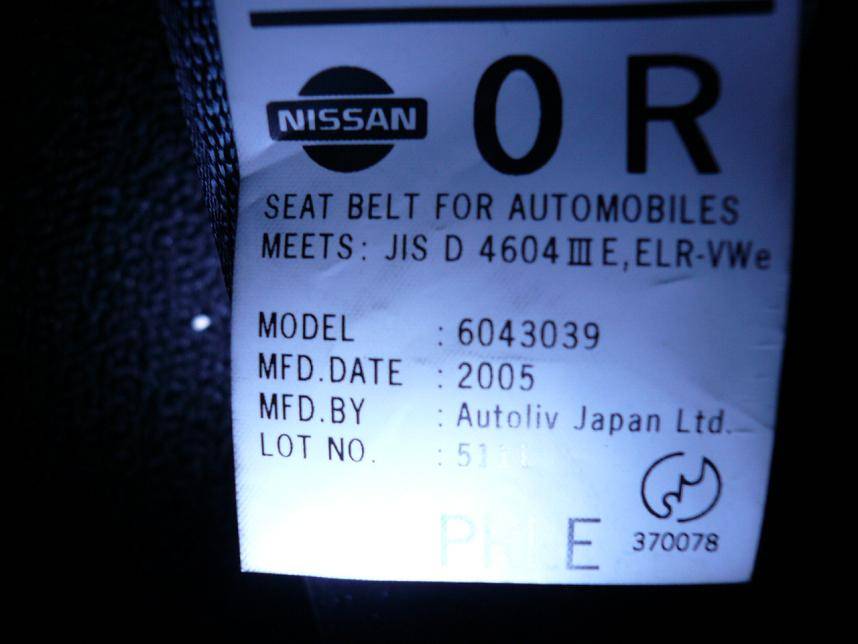 NISSAN OR
SEAT BELT FOR AUTOMOBILES
MEETS: JIS D 4604 III E, ELR-VWe
MODEL : 6043039
MFD.DATE : 2005
MFD.BY : Autoliv Japan Ltd.
LOT NO. :
370078